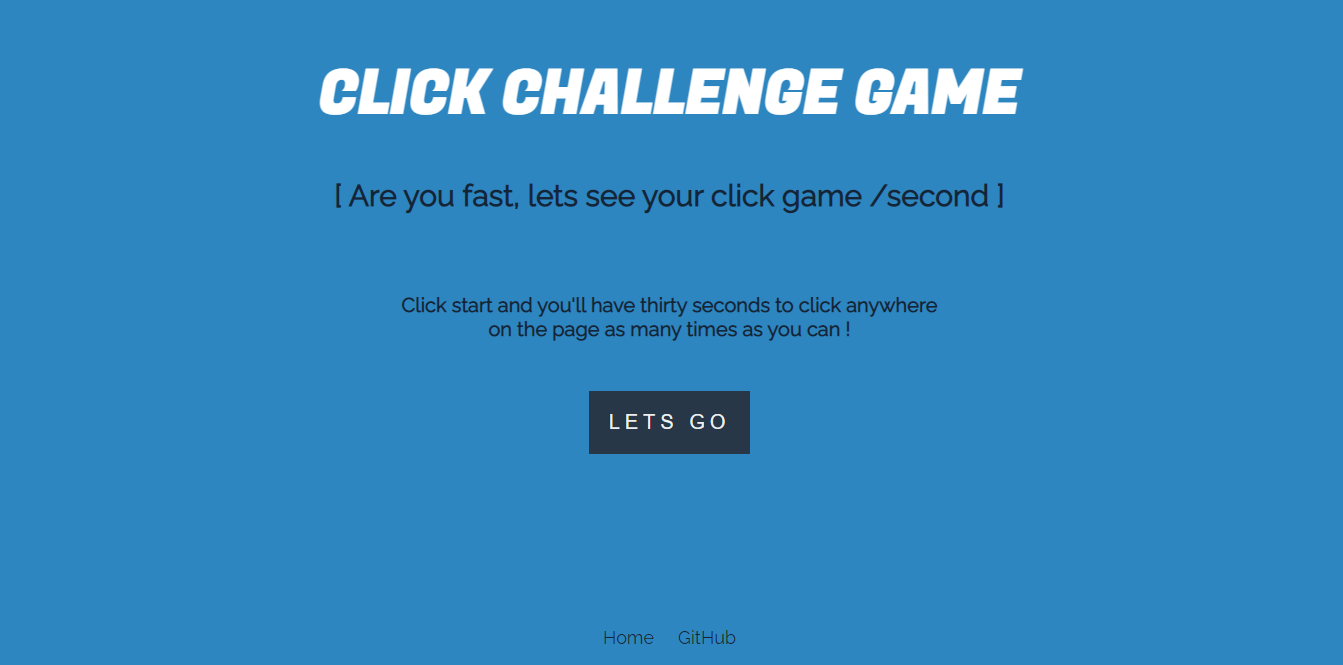 CLICK CHALLENGE GAME
[ Are you fast, lets see your click game /second ]
Click start and you'll have thirty seconds to click anywhere
on the page as many times as you can !
LETS GO
Home GitHub